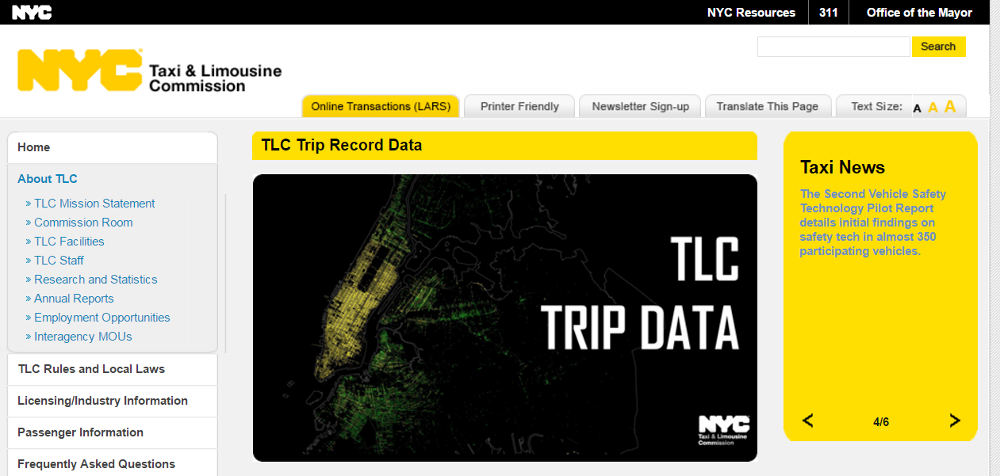 NYC
NYC Resources
311
Office of the Mayor
Search
NYC Taxi & Limousine
Commission
Online Transactions (LARS)
Printer Friendly
Newsletter Sign-up
Translate This Page
Text Size: A A A
Home
About TLC
» TLC Mission Statement
» Commission Room
» TLC Facilities
» TLC Staff
» Research and Statistics
» Annual Reports
» Employment Opportunities
» Interagency MOUs
TLC Rules and Local Laws
Licensing/Industry Information
Passenger Information
Frequently Asked Questions
TLC Trip Record Data
TLC
TRIP DATA
NYC
Taxi & Limousine
Commission
Taxi News
The Second Vehicle Safety
Technology Pilot Report
details initial findings on
safety tech in almost 350
participating vehicles.
< 4/6 >